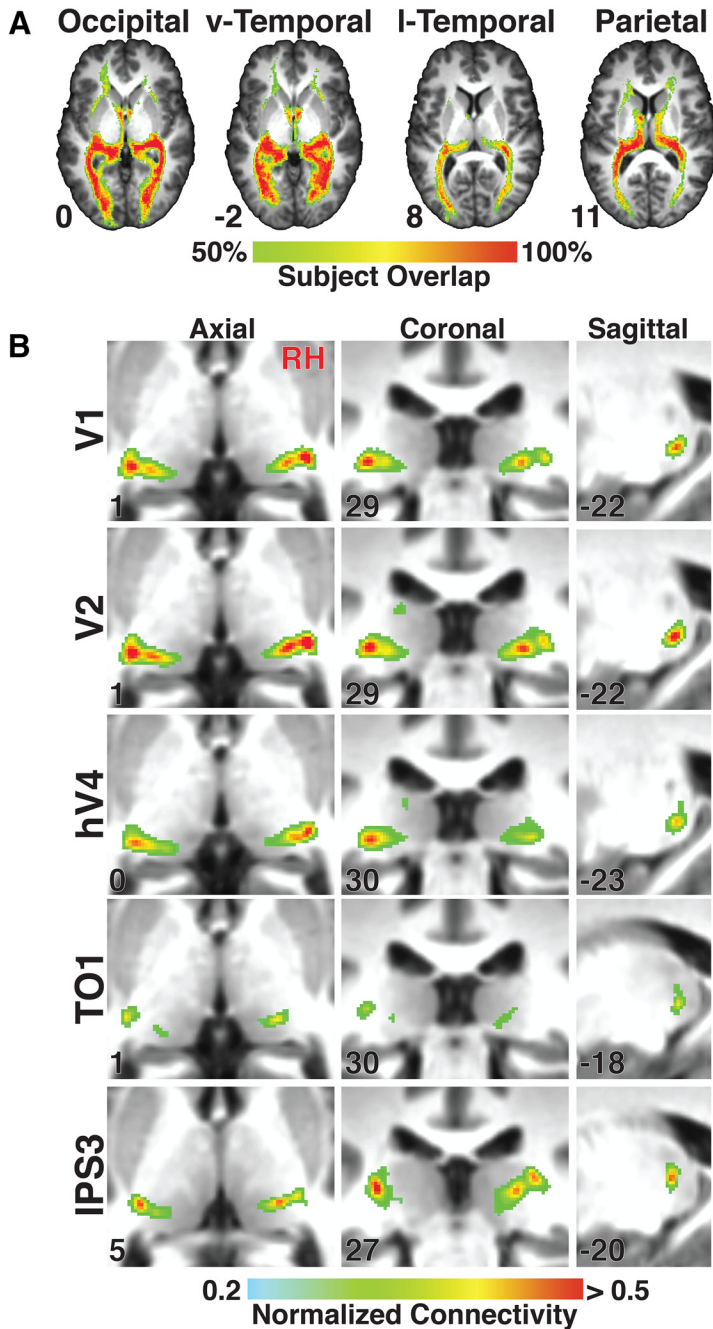 A
Occipital v-Temporal l-Temporal Parietal
0 -2 8 11
50% 100%
Subject Overlap
B
Axial Coronal Sagittal
RH
V1
1 29 -22
V2
1 29 -22
hV4
0 30 -23
TO1
1 30 -18
IPS3
5 27 -20
0.2 > 0.5
Normalized Connectivity